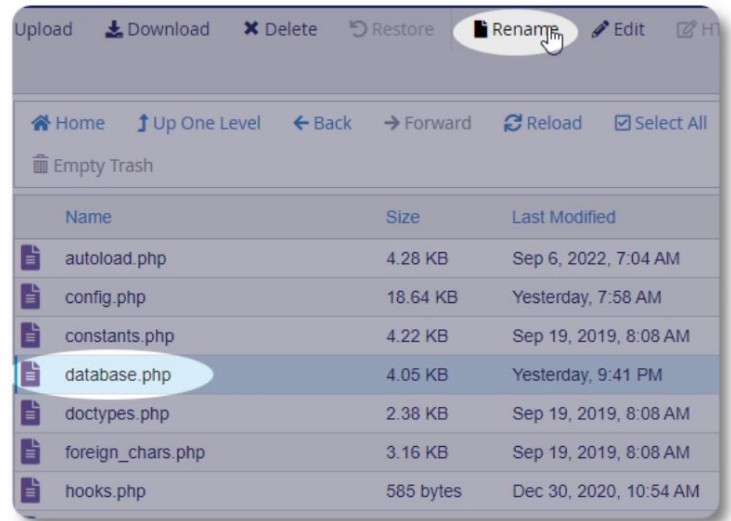 Upload Download Delete Restore Rename Edit
Home Up One Level Back Forward Reload Select All
Empty Trash
Name Size Last Modified
autoload.php 4.28 KB Sep 6, 2022, 7:04 AM
config.php 18.64 KB Yesterday, 7:58 AM
constants.php 4.22 KB Sep 19, 2019, 8:08 AM
database.php 4.05 KB Yesterday, 9:41 PM
doctypes.php 2.38 KB Sep 19, 2019, 8:08 AM
foreign_chars.php 3.16 KB Sep 19, 2019, 8:08 AM
hooks.php 585 bytes Dec 30, 2020, 10:54 AM